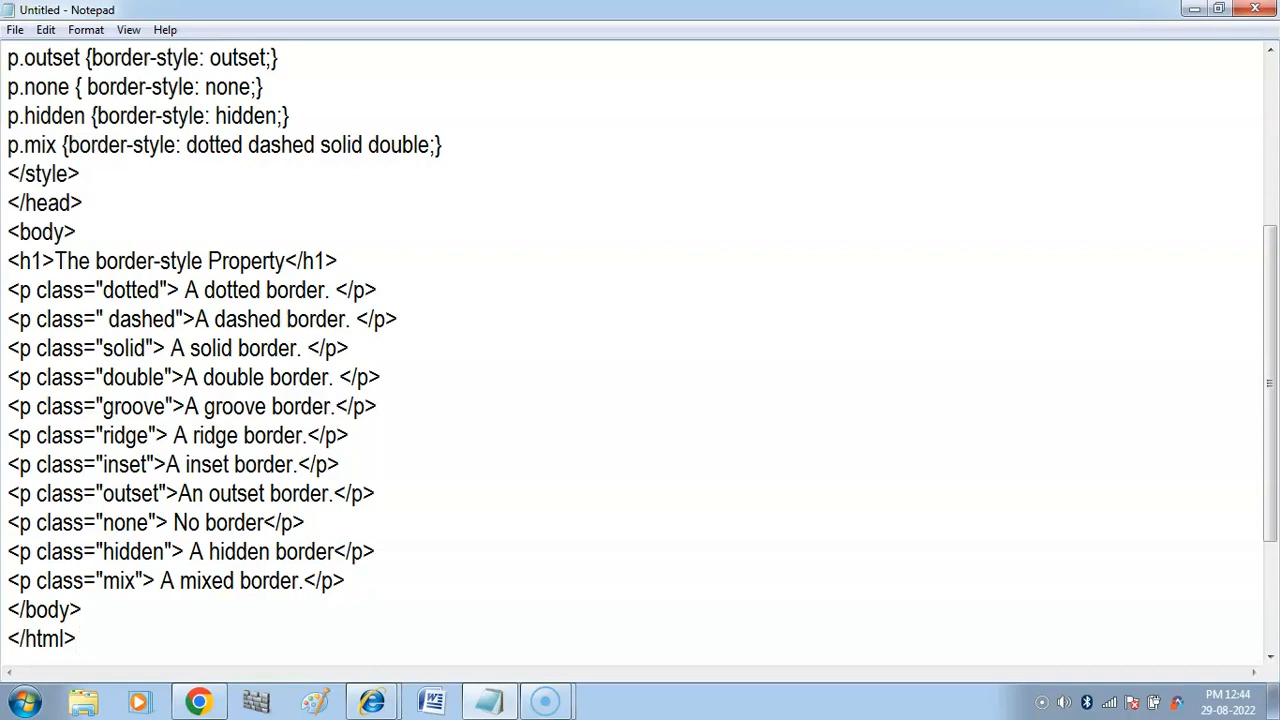 Untitled - Notepad
File Edit Format View Help
p.outset {border-style: outset;}
p.none { border-style: none;}
p.hidden {border-style: hidden;}
p.mix {border-style: dotted dashed solid double;}
</style>
</head>
<body>
<h1>The border-style Property</h1>
<p class="dotted"> A dotted border. </p>
<p class=" dashed">A dashed border. </p>
<p class="solid"> A solid border. </p>
<p class="double">A double border. </p>
<p class="groove">A groove border.</p>
<p class="ridge"> A ridge border.</p>
<p class="inset">A inset border.</p>
<p class="outset">An outset border.</p>
<p class="none"> No border</p>
<p class="hidden"> A hidden border</p>
<p class="mix"> A mixed border.</p>
</body>
</html>
PM 12:44
29-08-2022